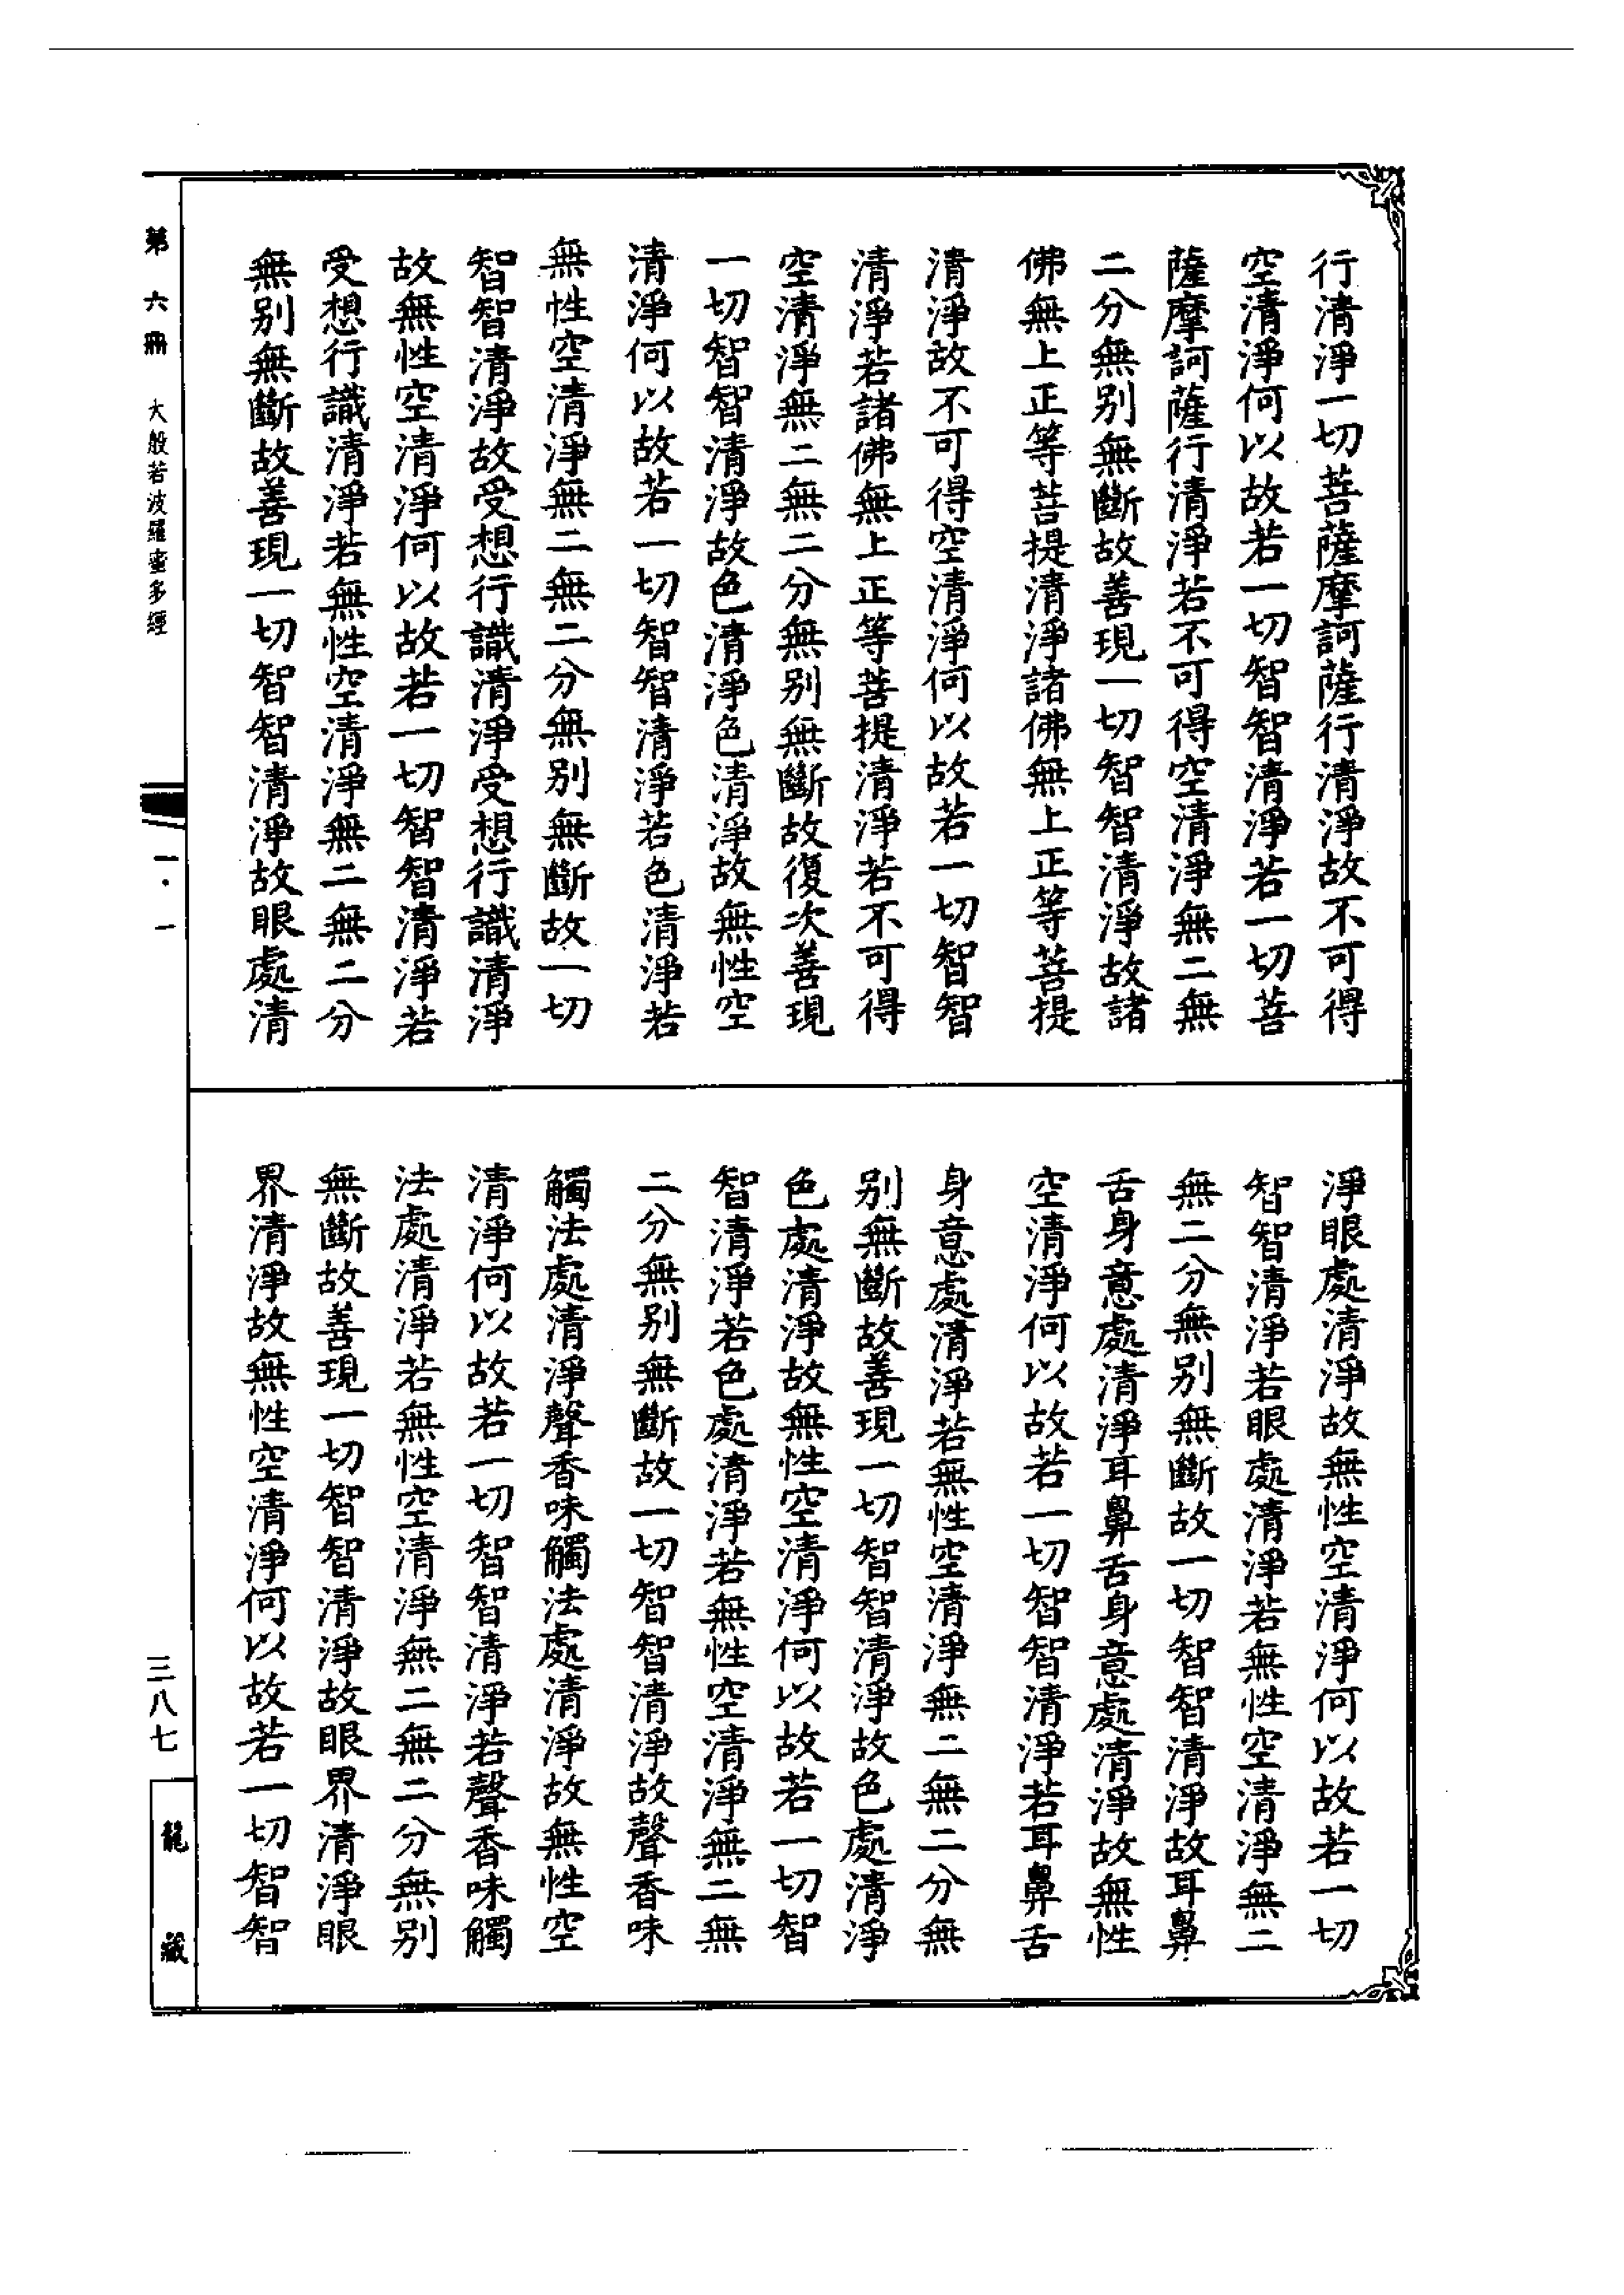 行清淨一切菩薩摩訶薩行清淨故不可得
空清淨何以故若一切智智清淨若一切菩
薩摩訶薩行清淨若不可得空清淨無二無
二分無別無斷故善現一切智智清淨故諸
佛無上正等菩提清淨諸佛無上正等菩提
清淨故不可得空清淨何以故若一切智智
清淨若諸佛無上正等菩提清淨若不可得
空清淨無二無二分無別無斷故復次善現
一切智智清淨故色清淨色清淨故無性空
清淨何以故若一切智智清淨若色清淨若
無性空清淨無二無二分無別無斷故一切
智智清淨故受想行識清淨受想行識清淨
故無性空清淨何以故若一切智智清淨若
受想行識清淨若無性空清淨無二無二分
無別無斷故善現一切智智清淨故眼處清
淨眼處清淨故無性空清淨何以故若一切
智智清淨若眼處清淨若無性空清淨無二
無二分無別無斷故一切智智清淨故耳鼻
舌身意處清淨耳鼻舌身意處清淨故無性
空清淨何以故若一切智智清淨若耳鼻舌
身意處清淨若無性空清淨無二無二分無
別無斷故善現一切智智清淨故色處清淨
色處清淨故無性空清淨何以故若一切智
智清淨若色處清淨若無性空清淨無二無
二分無別無斷故一切智智清淨故聲香味
觸法處清淨聲香味觸法處清淨故無性空
清淨何以故若一切智智清淨若聲香味觸
法處清淨若無性空清淨無二無二分無別
無斷故善現一切智智清淨故眼界清淨眼
界清淨故無性空清淨何以故若一切智智
第六冊 大般若波羅蜜多經
一・一
三八七
龍藏